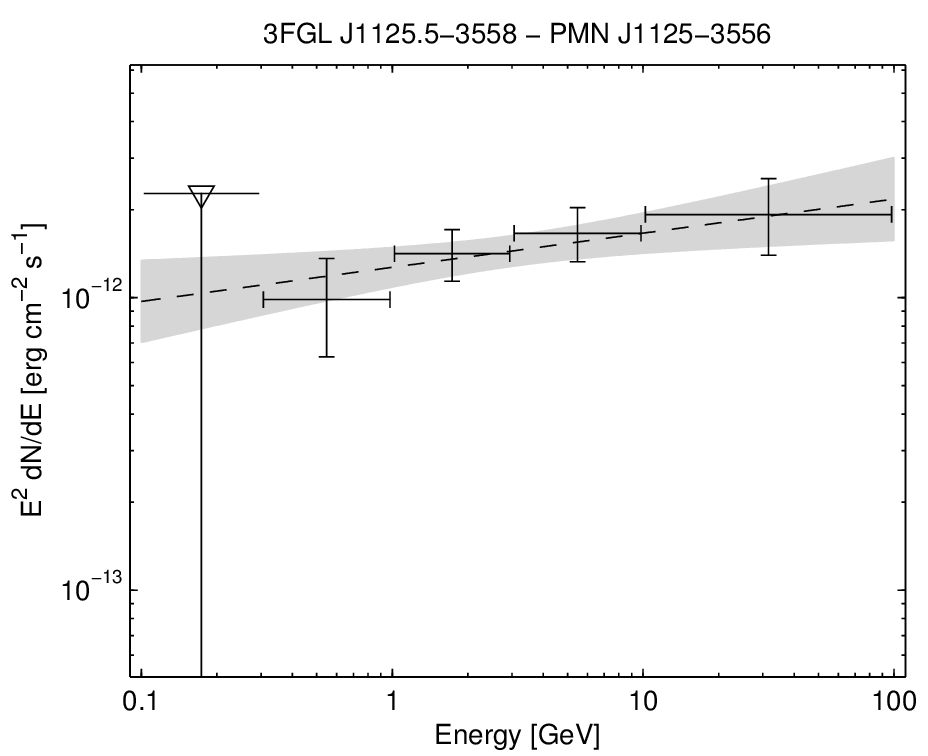 3FGL J1125.5−3558 − PMN J1125−3556
E² dN/dE [erg cm⁻² s⁻¹]
10⁻¹²
10⁻¹³
0.1 1 10 100
Energy [GeV]